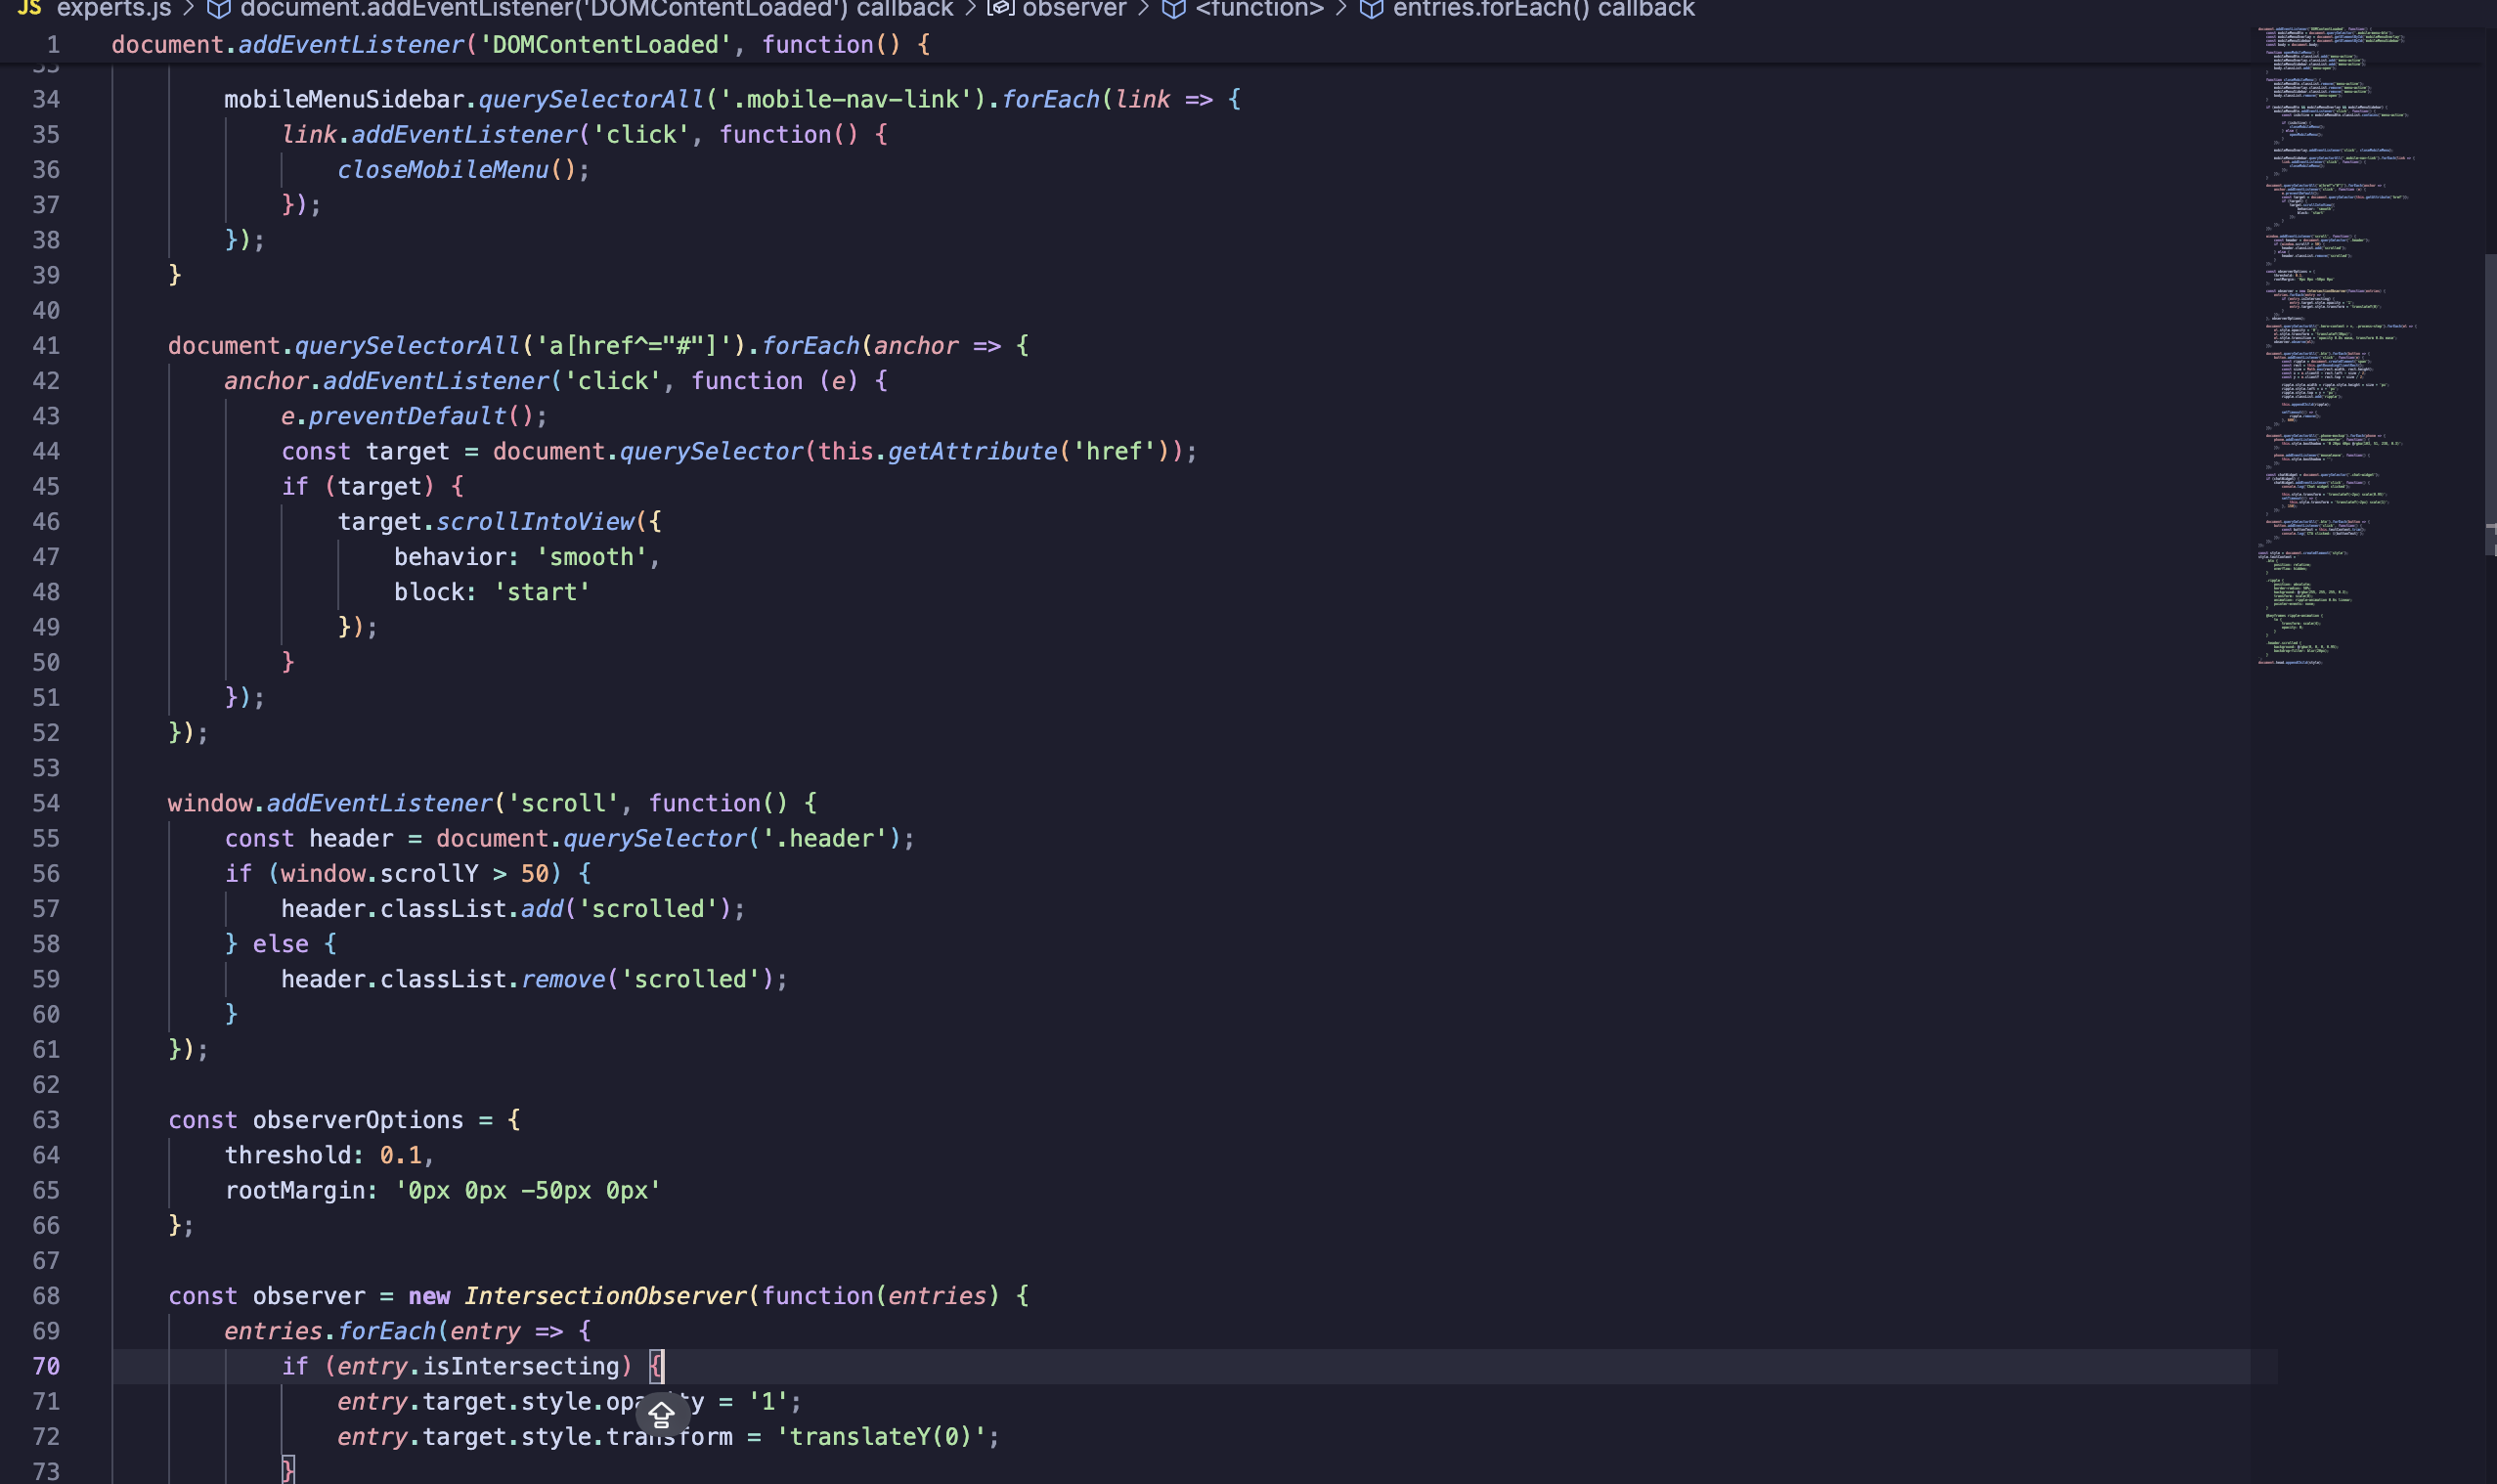 JS experts.js > document.addEventListener('DOMContentLoaded') callback > observer > <function> > entries.forEach() callback
1 document.addEventListener('DOMContentLoaded', function() {
33
34 mobileMenuSidebar.querySelectorAll('.mobile-nav-link').forEach(link => {
35 link.addEventListener('click', function() {
36 closeMobileMenu();
37 });
38 });
39 }
40
41 document.querySelectorAll('a[href^="#"]').forEach(anchor => {
42 anchor.addEventListener('click', function (e) {
43 e.preventDefault();
44 const target = document.querySelector(this.getAttribute('href'));
45 if (target) {
46 target.scrollIntoView({
47 behavior: 'smooth',
48 block: 'start'
49 });
50 }
51 });
52 });
53
54 window.addEventListener('scroll', function() {
55 const header = document.querySelector('.header');
56 if (window.scrollY > 50) {
57 header.classList.add('scrolled');
58 } else {
59 header.classList.remove('scrolled');
60 }
61 });
62
63 const observerOptions = {
64 threshold: 0.1,
65 rootMargin: '0px 0px -50px 0px'
66 };
67
68 const observer = new IntersectionObserver(function(entries) {
69 entries.forEach(entry => {
70 if (entry.isIntersecting) {
71 entry.target.style.opacity = '1';
72 entry.target.style.transform = 'translateY(0)';
73 }